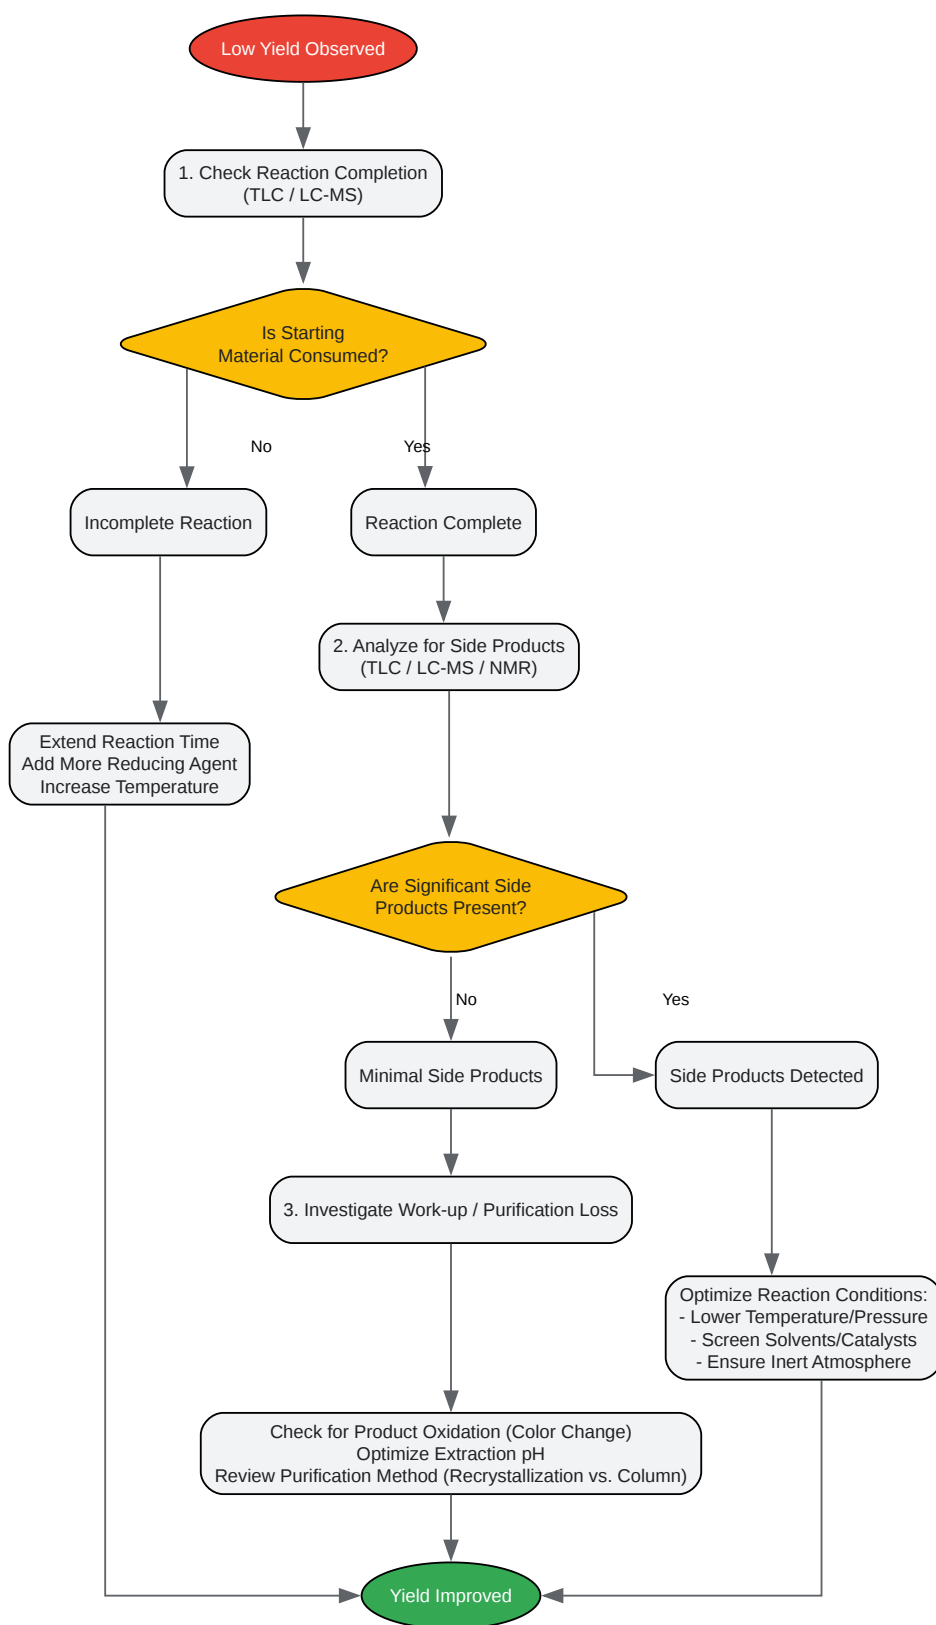 Low Yield Observed
1. Check Reaction Completion
(TLC / LC-MS)
Is Starting
Material Consumed?
No
Yes
Incomplete Reaction
Reaction Complete
2. Analyze for Side Products
(TLC / LC-MS / NMR)
Extend Reaction Time
Add More Reducing Agent
Increase Temperature
Are Significant Side
Products Present?
No
Yes
Minimal Side Products
Side Products Detected
3. Investigate Work-up / Purification Loss
Optimize Reaction Conditions:
- Lower Temperature/Pressure
- Screen Solvents/Catalysts
- Ensure Inert Atmosphere
Check for Product Oxidation (Color Change)
Optimize Extraction pH
Review Purification Method (Recrystallization vs. Column)
Yield Improved